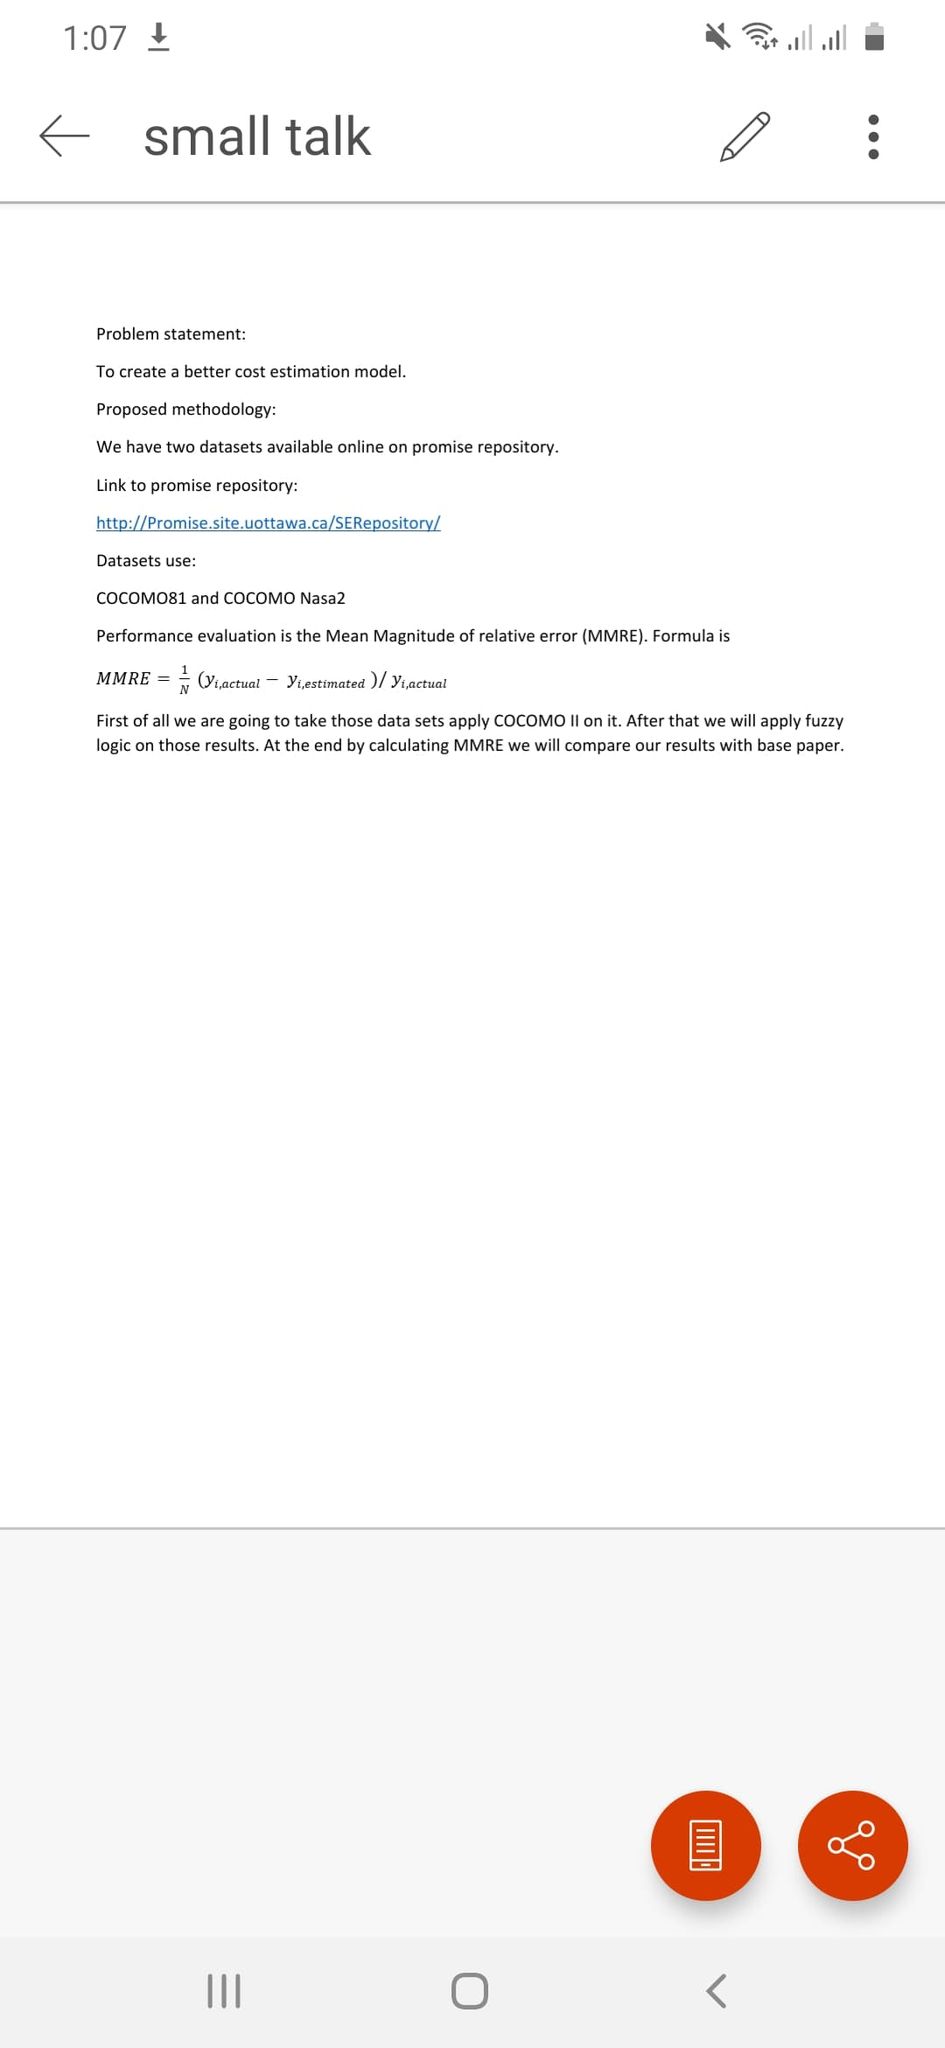 1:07
small talk
Problem statement:
To create a better cost estimation model.
Proposed methodology:
We have two datasets available online on promise repository.
Link to promise repository:
http://Promise.site.uottawa.ca/SERepository/
Datasets use:
COCOMO81 and COCOMO Nasa2
Performance evaluation is the Mean Magnitude of relative error (MMRE). Formula is
MMRE = 1/N (y_{i,actual} − y_{i,estimated} )/ y_{i,actual}
First of all we are going to take those data sets apply COCOMO II on it. After that we will apply fuzzy
logic on those results. At the end by calculating MMRE we will compare our results with base paper.